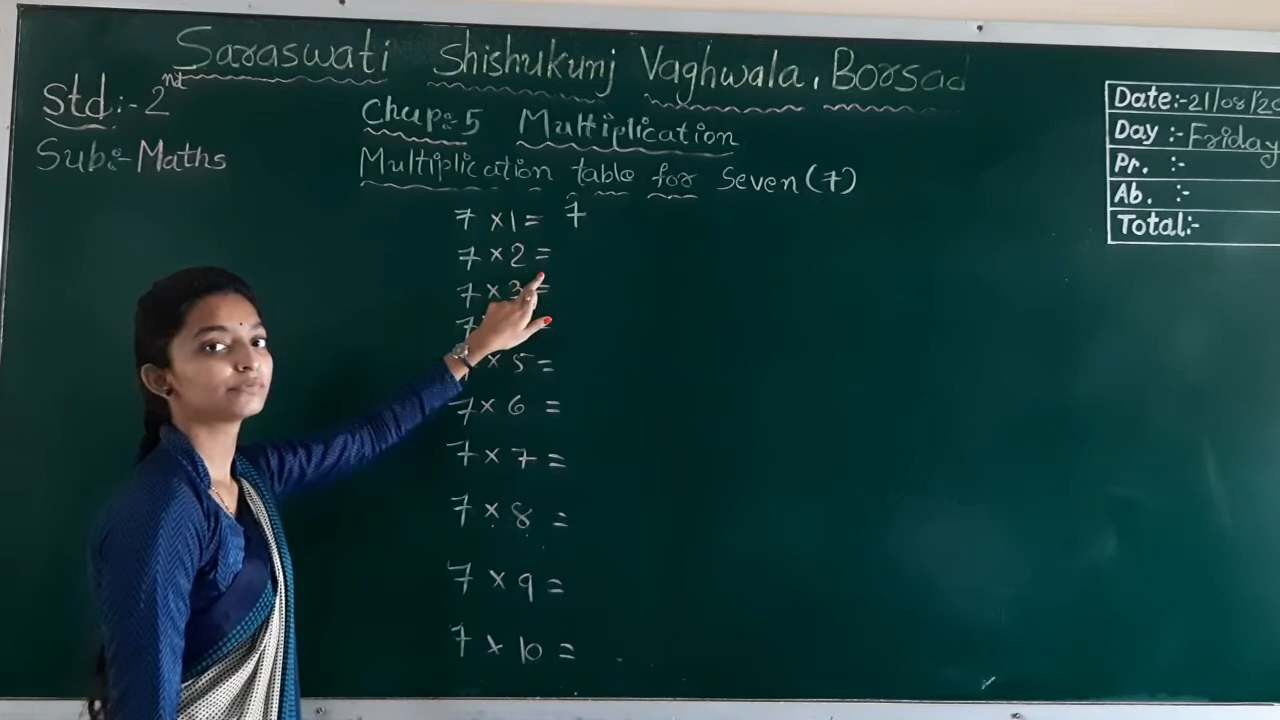 Saraswati Shishukunj Vaghwala, Borsad
Std:- 2nt
Sub:- Maths
Chap:-5 Multiplication
Multiplication table for Seven (7)
Date:-21/08/20
Day :- Friday
Pr. :-
Ab. :-
Total:-
7 × 1 = 7
7 × 2 =
7 × 3 =
7
× 5 =
7 × 6 =
7 × 7 =
7 × 8 =
7 × 9 =
7 × 10 =